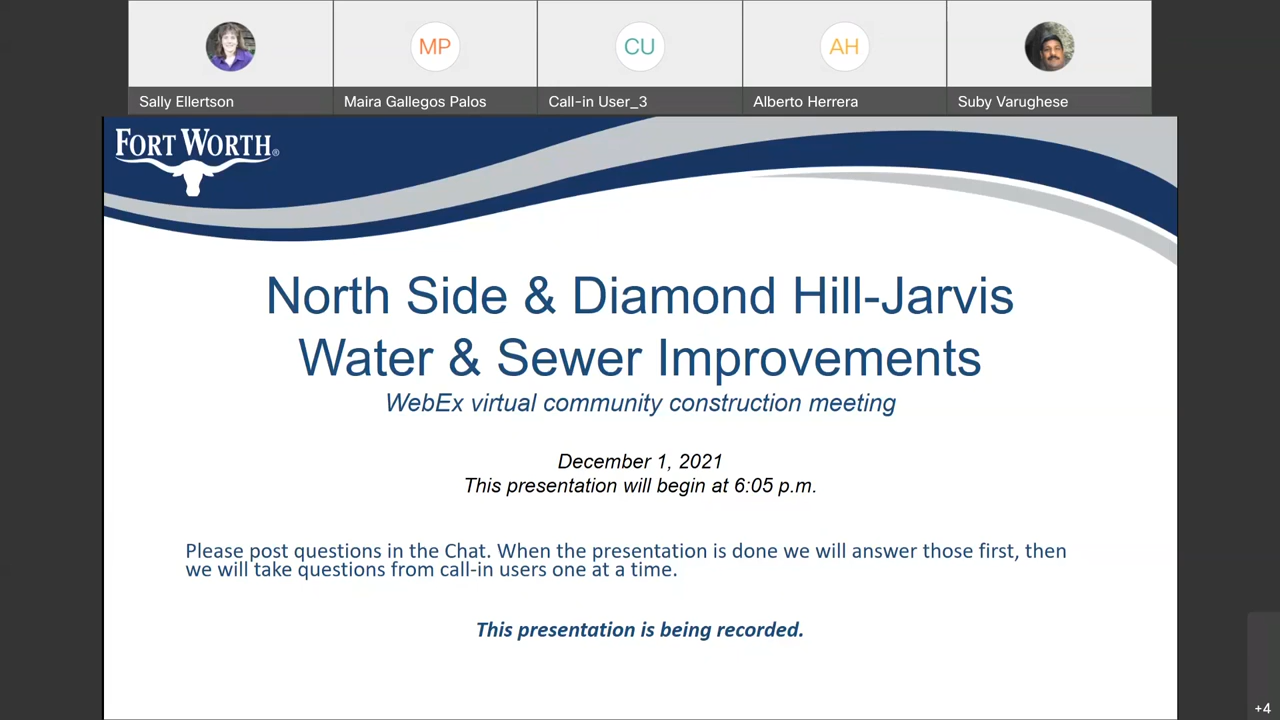 MP
CU
AH
Sally Ellertson
Maira Gallegos Palos
Call-in User_3
Alberto Herrera
Suby Varughese
FORT WORTH®
North Side & Diamond Hill-Jarvis
Water & Sewer Improvements
WebEx virtual community construction meeting
December 1, 2021
This presentation will begin at 6:05 p.m.
Please post questions in the Chat. When the presentation is done we will answer those first, then
we will take questions from call-in users one at a time.
This presentation is being recorded.
+4